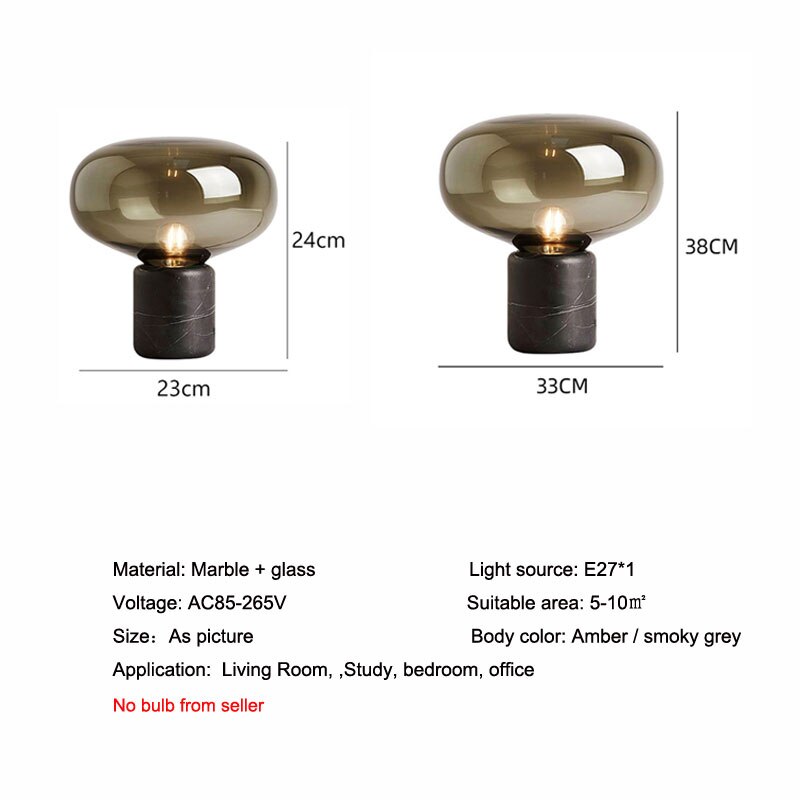 24cm
23cm
38CM
33CM
Material: Marble + glass
Light source: E27*1
Voltage: AC85-265V
Suitable area: 5-10㎡
Size：As picture
Body color: Amber / smoky grey
Application: Living Room, ,Study, bedroom, office
No bulb from seller